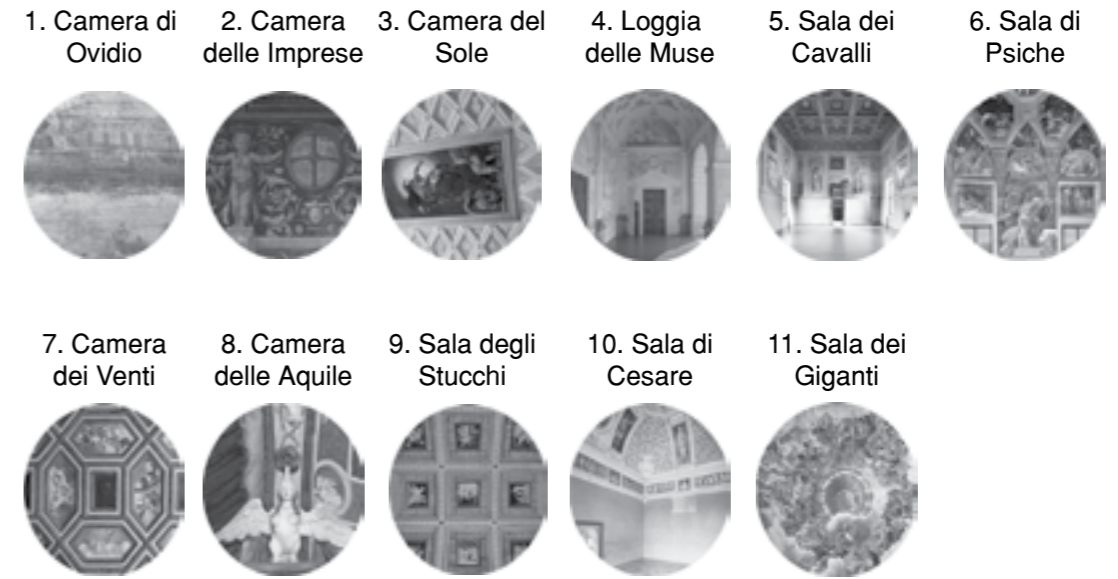 1. Camera di
Ovidio
2. Camera
delle Imprese
3. Camera del
Sole
4. Loggia
delle Muse
5. Sala dei
Cavalli
6. Sala di
Psiche
7. Camera
dei Venti
8. Camera
delle Aquile
9. Sala degli
Stucchi
10. Sala di
Cesare
11. Sala dei
Giganti